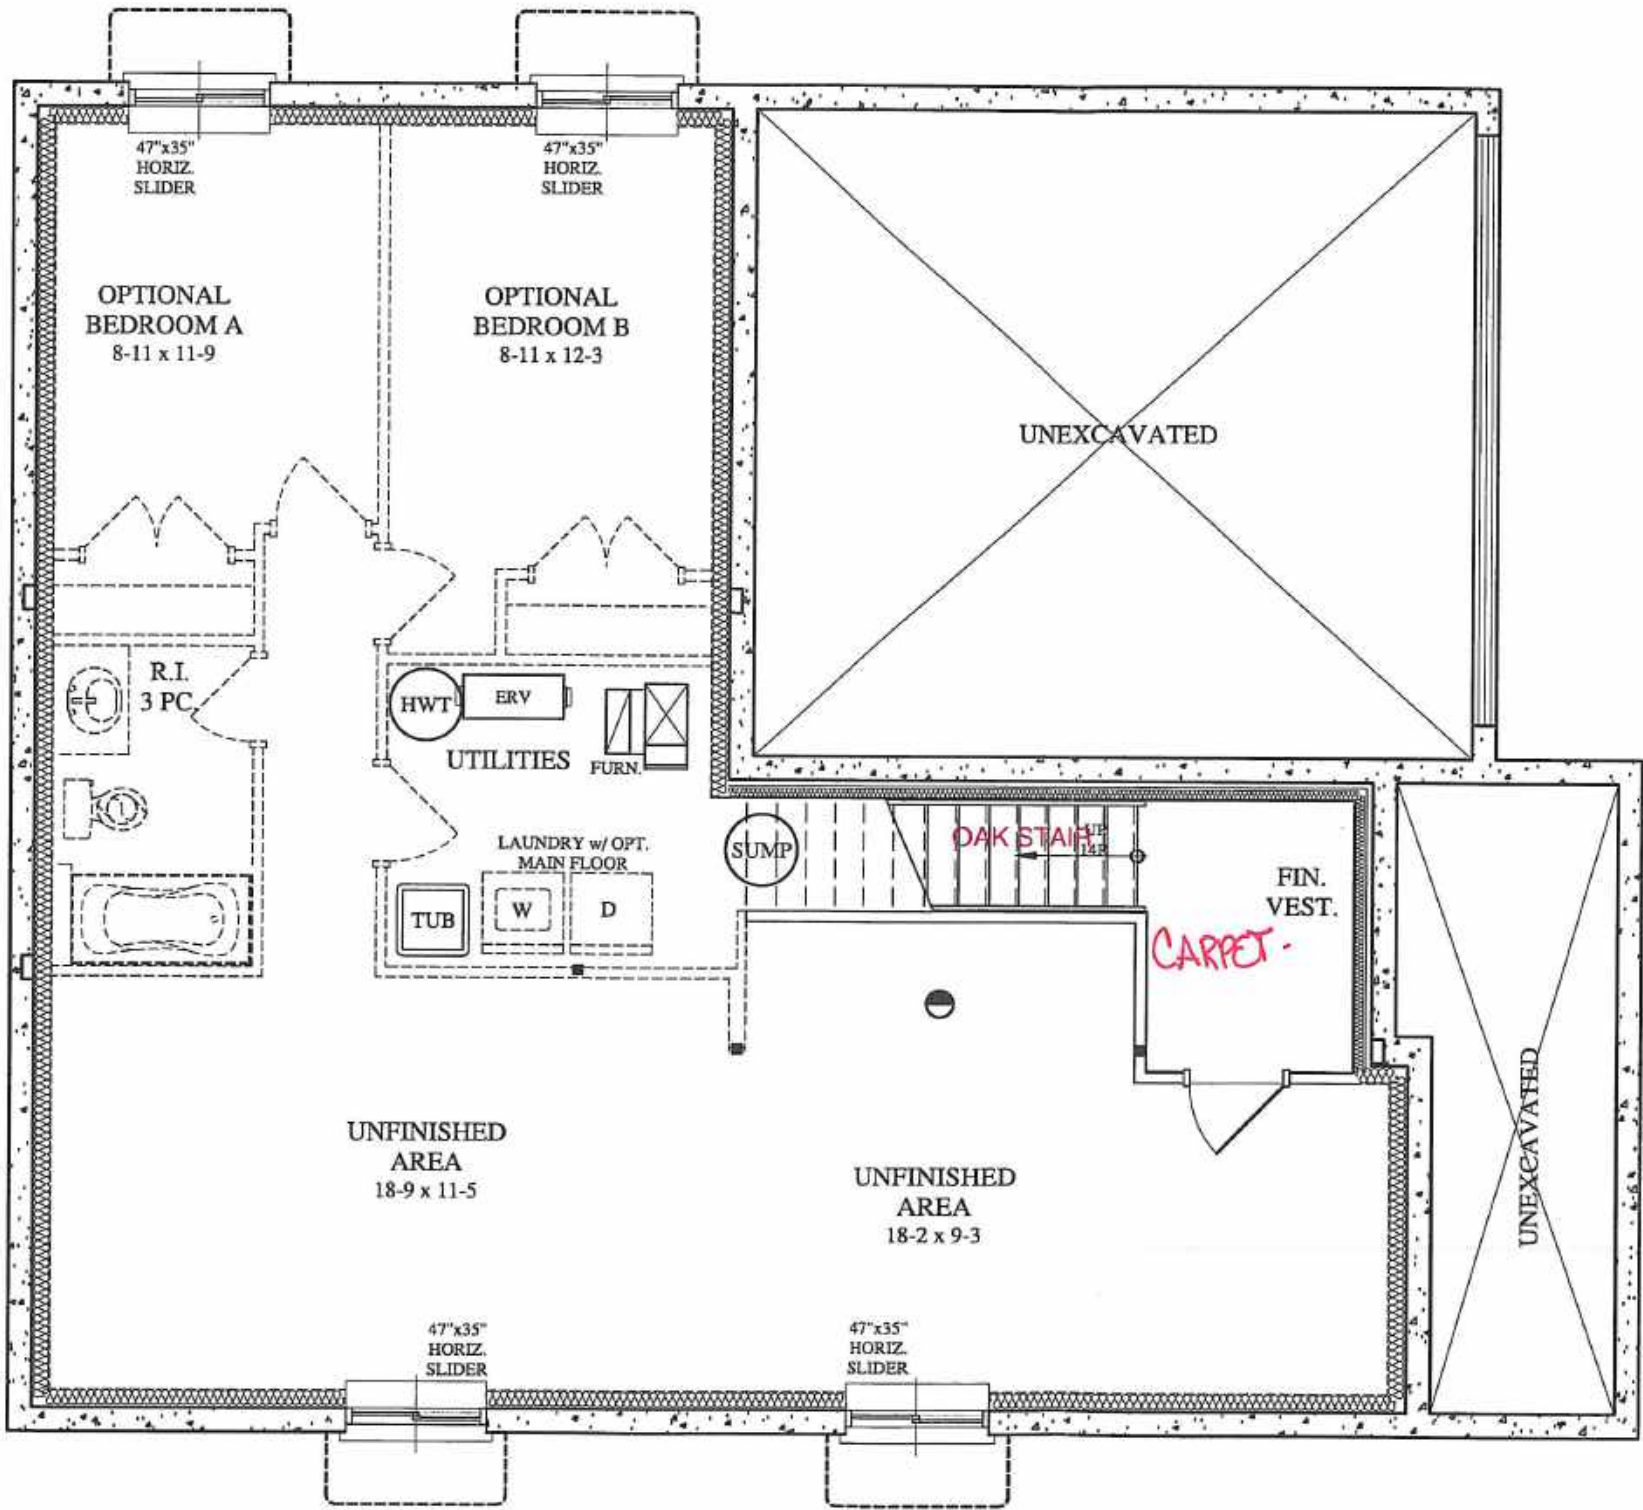 47"x35"
HORIZ.
SLIDER
47"x35"
HORIZ.
SLIDER
OPTIONAL
BEDROOM A
8-11 x 11-9
OPTIONAL
BEDROOM B
8-11 x 12-3
UNEXCAVATED
R.I.
3 PC.
HWT
ERV
UTILITIES
FURN.
LAUNDRY w/ OPT.
MAIN FLOOR
TUB
W
D
SUMP
OAK STAIR
UP
14R
FIN.
VEST.
CARPET.
UNFINISHED
AREA
18-9 x 11-5
UNFINISHED
AREA
18-2 x 9-3
UNEXCAVATED
47"x35"
HORIZ.
SLIDER
47"x35"
HORIZ.
SLIDER